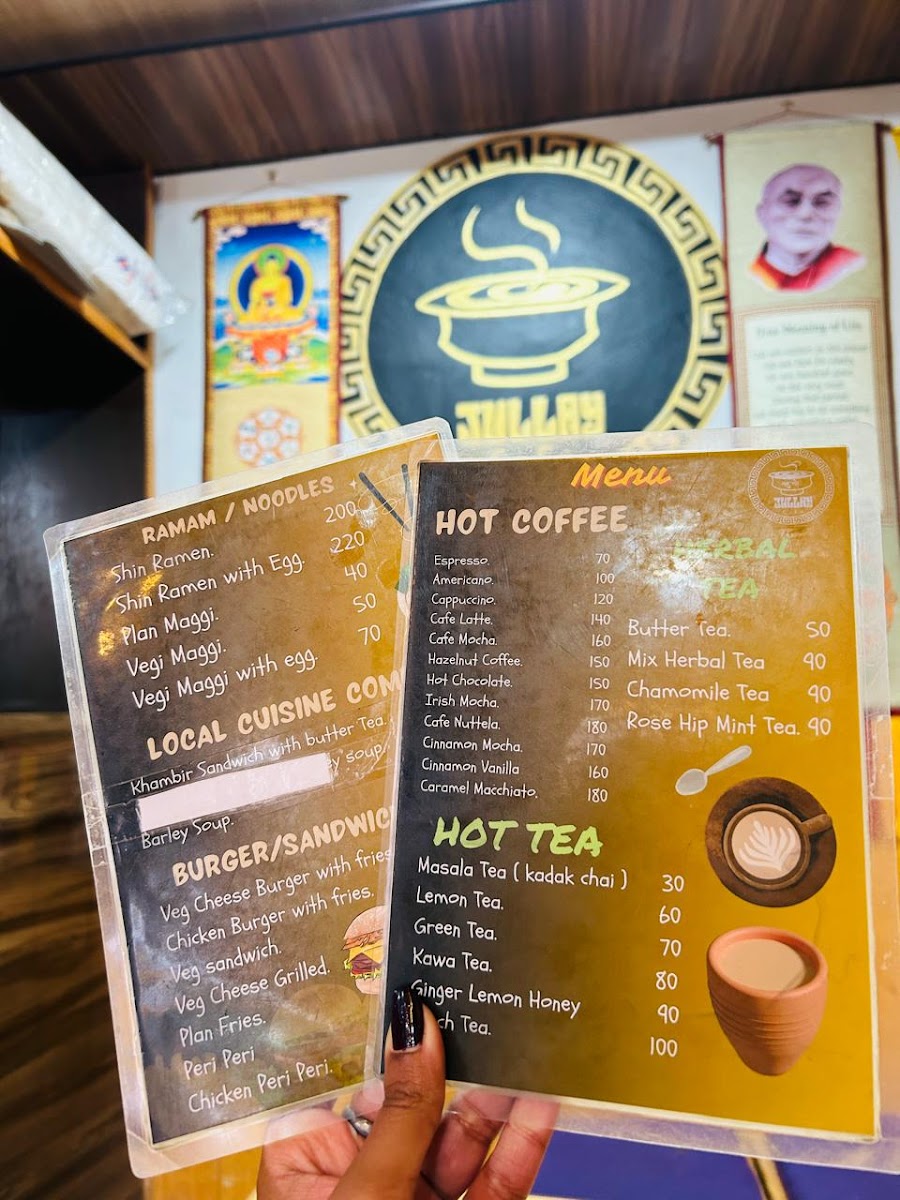 JULLAY
RAMAM / NOODLES
Shin Ramen. 200
Shin Ramen with Egg. 220
Plan Maggi. 40
Vegi Maggi. 50
Vegi Maggi with egg. 70
LOCAL CUISINE COM
Khambir Sandwich with butter Tea.
soup.
Barley Soup.
BURGER/SANDWIC
Veg Cheese Burger with fries
Chicken Burger with fries.
Veg sandwich.
Veg Cheese Grilled.
Plan Fries.
Peri Peri
Chicken Peri Peri.
Menu
JULLAY
HOT COFFEE
Espresso. 70
Americano. 100
Cappuccino. 120
Cafe Latte. 140
Cafe Mocha. 160
Hazelnut Coffee. 150
Hot Chocolate. 150
Irish Mocha. 170
Cafe Nuttela. 180
Cinnamon Mocha. 170
Cinnamon Vanilla 160
Caramel Macchiato. 180
HERBAL
TEA
Butter Tea. 50
Mix Herbal Tea 90
Chamomile Tea 90
Rose Hip Mint Tea. 90
HOT TEA
Masala Tea ( kadak chai ) 30
Lemon Tea. 60
Green Tea. 70
Kawa Tea. 80
Ginger Lemon Honey 90
ch Tea. 100